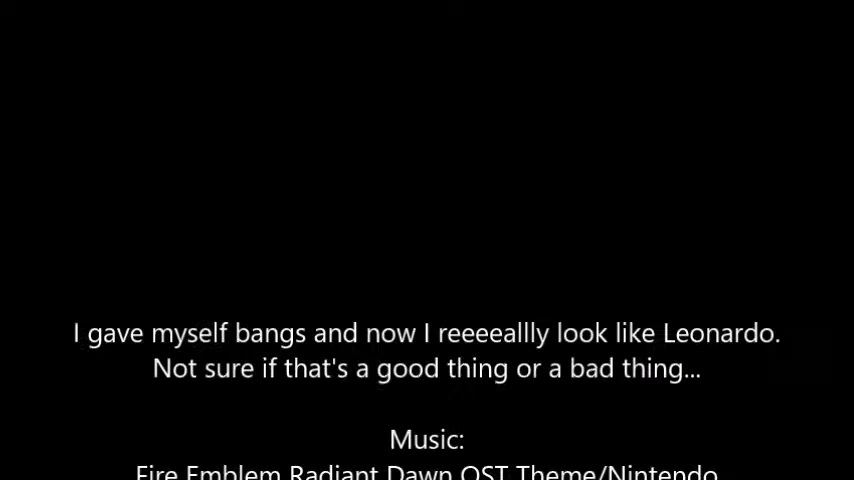 I gave myself bangs and now I reeeeallly look like Leonardo.
Not sure if that's a good thing or a bad thing...
Music:
Fire Emblem Radiant Dawn OST Theme/Nintendo